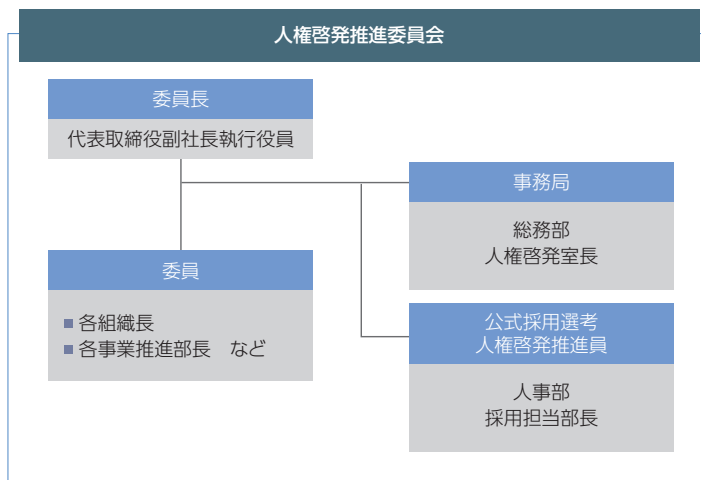 人権啓発推進委員会
委員長
代表取締役副社長執行役員
事務局
総務部
人権啓発室長
委員
■各組織長
■各事業推進部長　など
公式採用選考
人権啓発推進員
人事部
採用担当部長